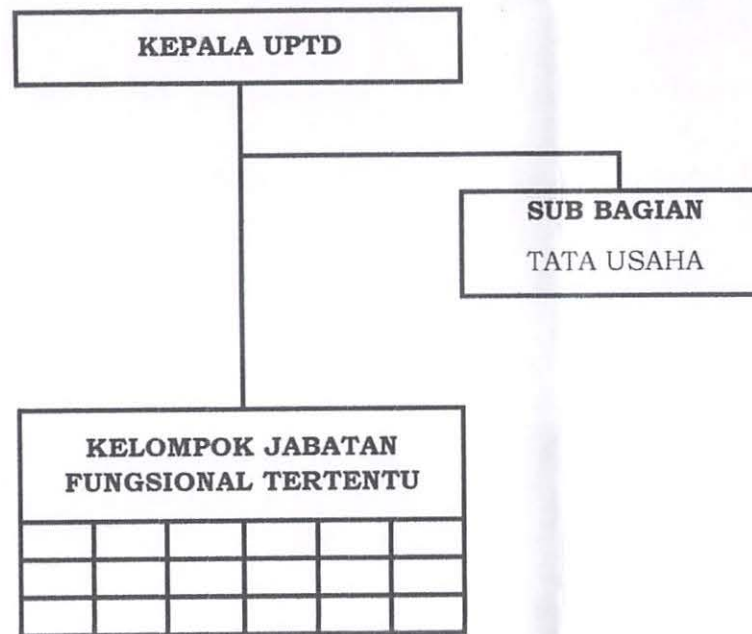 KEPALA UPTD
SUB BAGIAN
TATA USAHA
KELOMPOK JABATAN
FUNGSIONAL TERTENTU